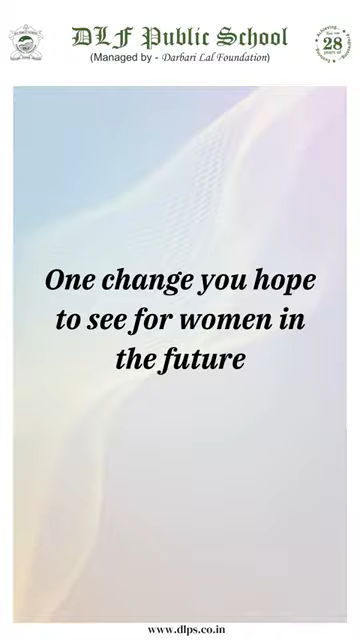 DLF Public School
(Managed by - Darbari Lal Foundation)
28
One change you hope
to see for women in
the future
www.dlps.co.in